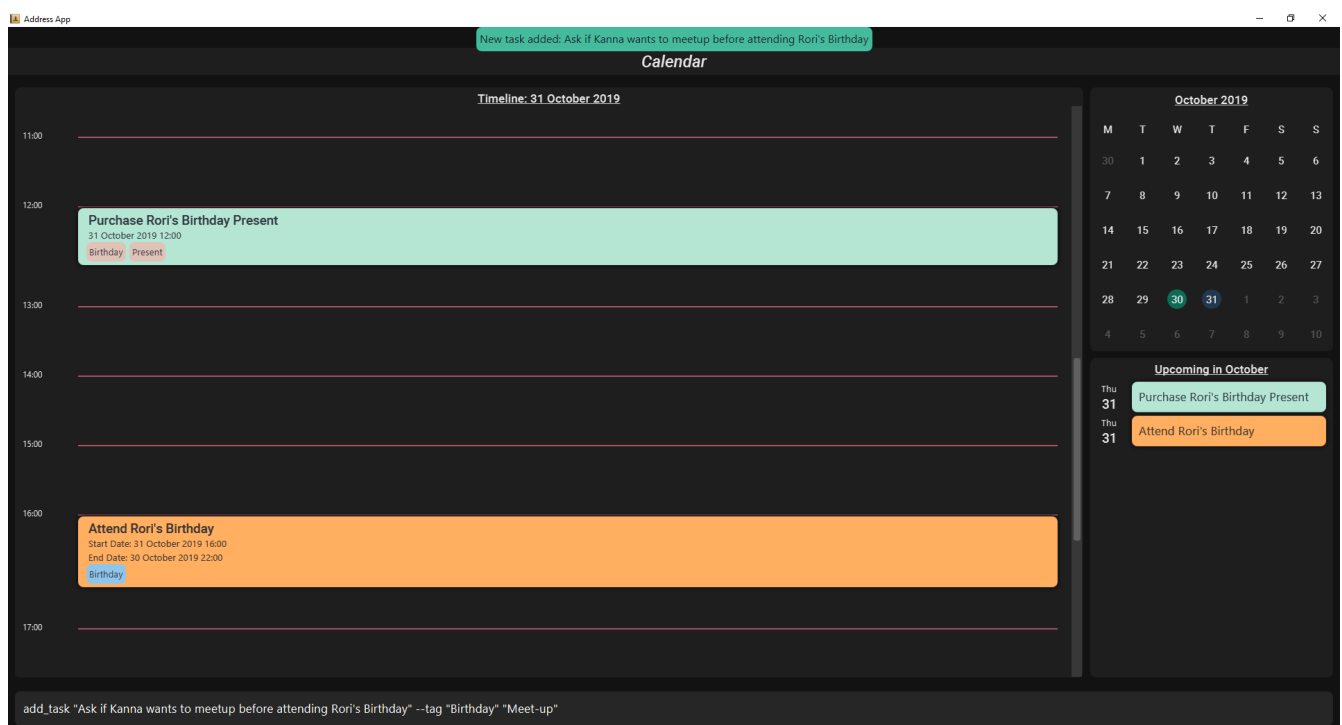 Address App
New task added: Ask if Kanna wants to meetup before attending Rori's Birthday
Calendar
Timeline: 31 October 2019
11:00
12:00
Purchase Rori's Birthday Present
31 October 2019 12:00
Birthday Present
13:00
14:00
15:00
16:00
Attend Rori's Birthday
Start Date: 31 October 2019 16:00
End Date: 30 October 2019 22:00
Birthday
17:00
October 2019
M T W T F S S
30 1 2 3 4 5 6
7 8 9 10 11 12 13
14 15 16 17 18 19 20
21 22 23 24 25 26 27
28 29 30 31 1 2 3
4 5 6 7 8 9 10
Upcoming in October
Thu
31
Purchase Rori's Birthday Present
Thu
31
Attend Rori's Birthday
add_task "Ask if Kanna wants to meetup before attending Rori's Birthday" --tag "Birthday" "Meet-up"